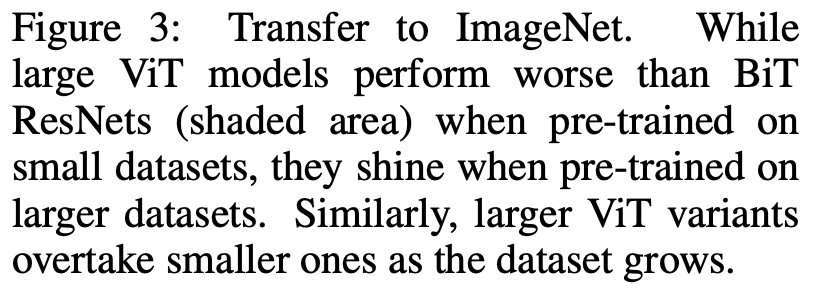 Figure 3: Transfer to ImageNet. While
large ViT models perform worse than BiT
ResNets (shaded area) when pre-trained on
small datasets, they shine when pre-trained on
larger datasets. Similarly, larger ViT variants
overtake smaller ones as the dataset grows.